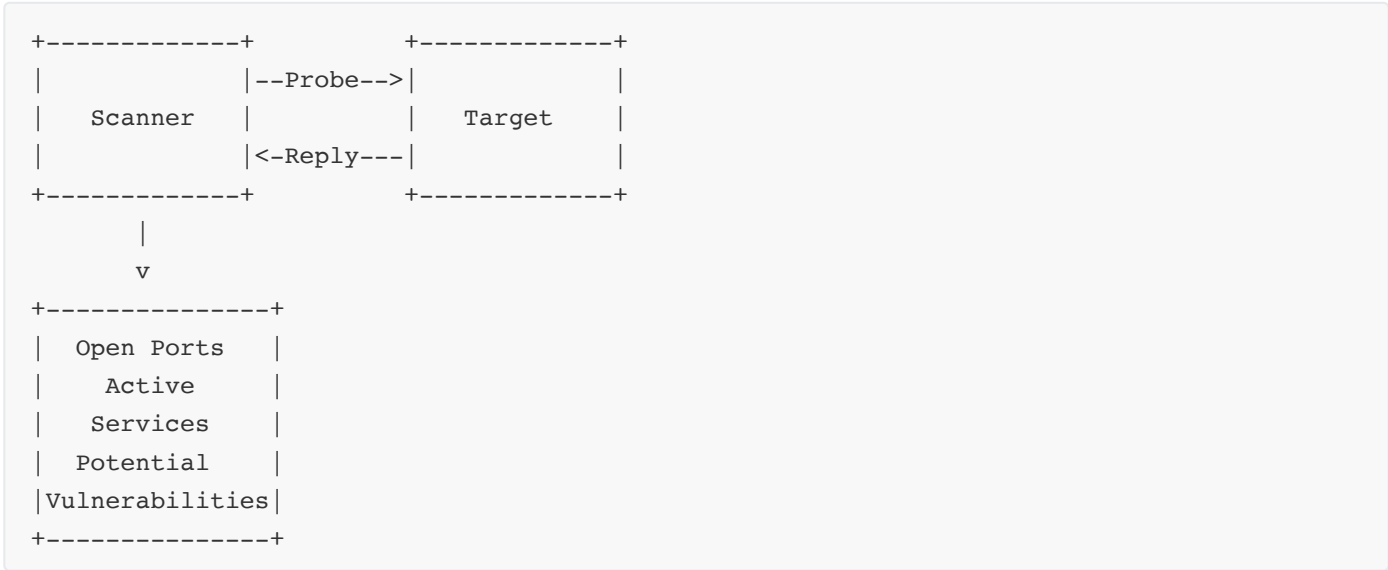 +-------------+          +-------------+
|             |--Probe-->|             |
|   Scanner   |          |   Target    |
|             |<-Reply---|             |
+-------------+          +-------------+
       |
       v
+---------------+
|  Open Ports   |
|    Active     |
|   Services    |
|  Potential    |
|Vulnerabilities|
+---------------+